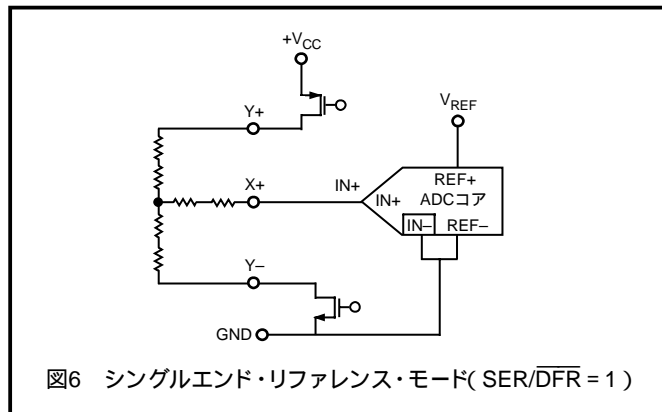 +VCC
Y+
VREF
X+
IN+
IN+
REF+
ADCコア
IN– REF–
Y–
GND
図6 シングルエンド・リファレンス・モード( SER/DFR = 1 )